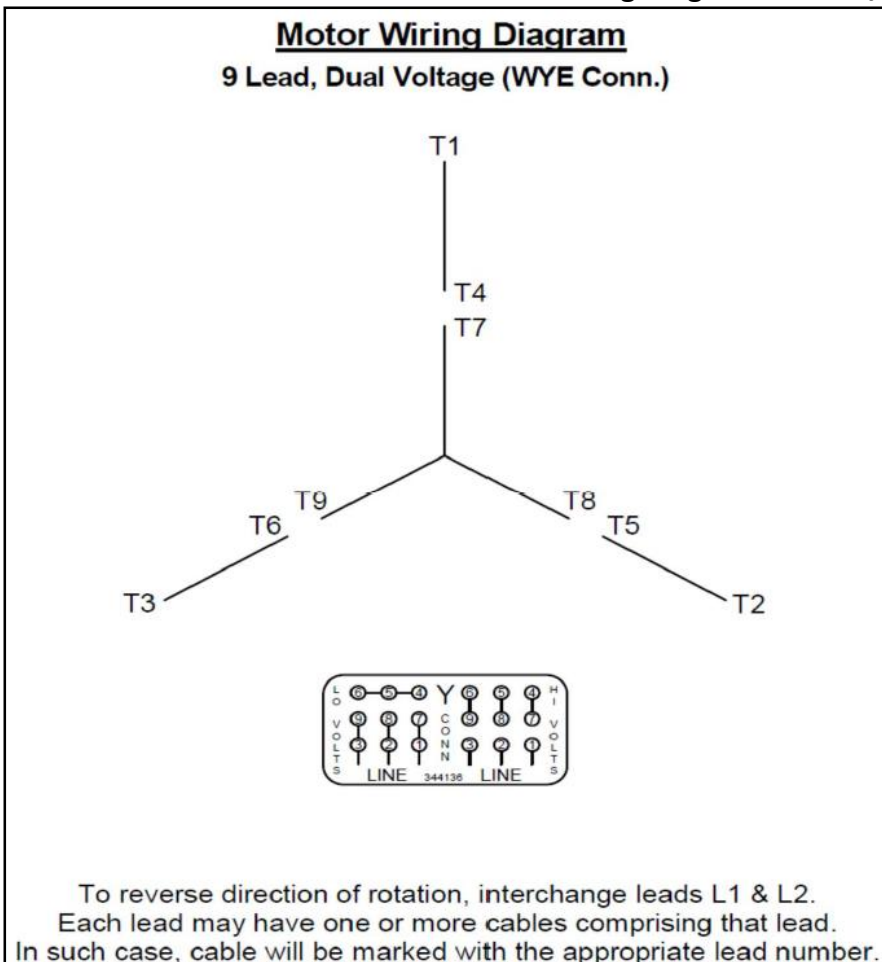 Motor Wiring Diagram
9 Lead, Dual Voltage (WYE Conn.)
T1
T4
T7
T9
T8
T6
T5
T3
T2
LO VOLTS
6 5 4
Y CONN
6 5 4
HI VOLTS
9 8 7
9 8 7
3 2 1
3 2 1
LINE 344136 LINE
To reverse direction of rotation, interchange leads L1 & L2.
Each lead may have one or more cables comprising that lead.
In such case, cable will be marked with the appropriate lead number.